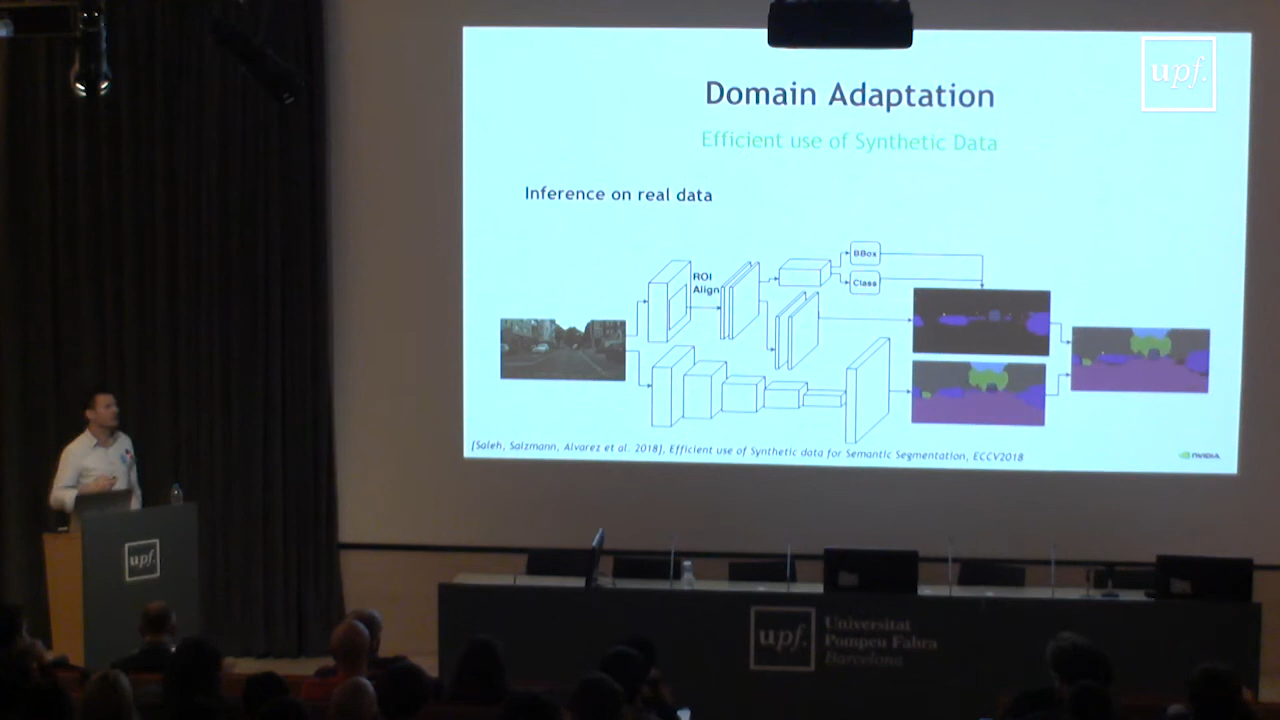 upf.
Domain Adaptation
Efficient use of Synthetic Data
Inference on real data
ROI
Align
BBox
Class
[Saleh, Salzmann, Alvarez et al. 2018], Efficient use of Synthetic data for Semantic Segmentation, ECCV2018
NVIDIA
upf.
upf.
Universitat
Pompeu Fabra
Barcelona